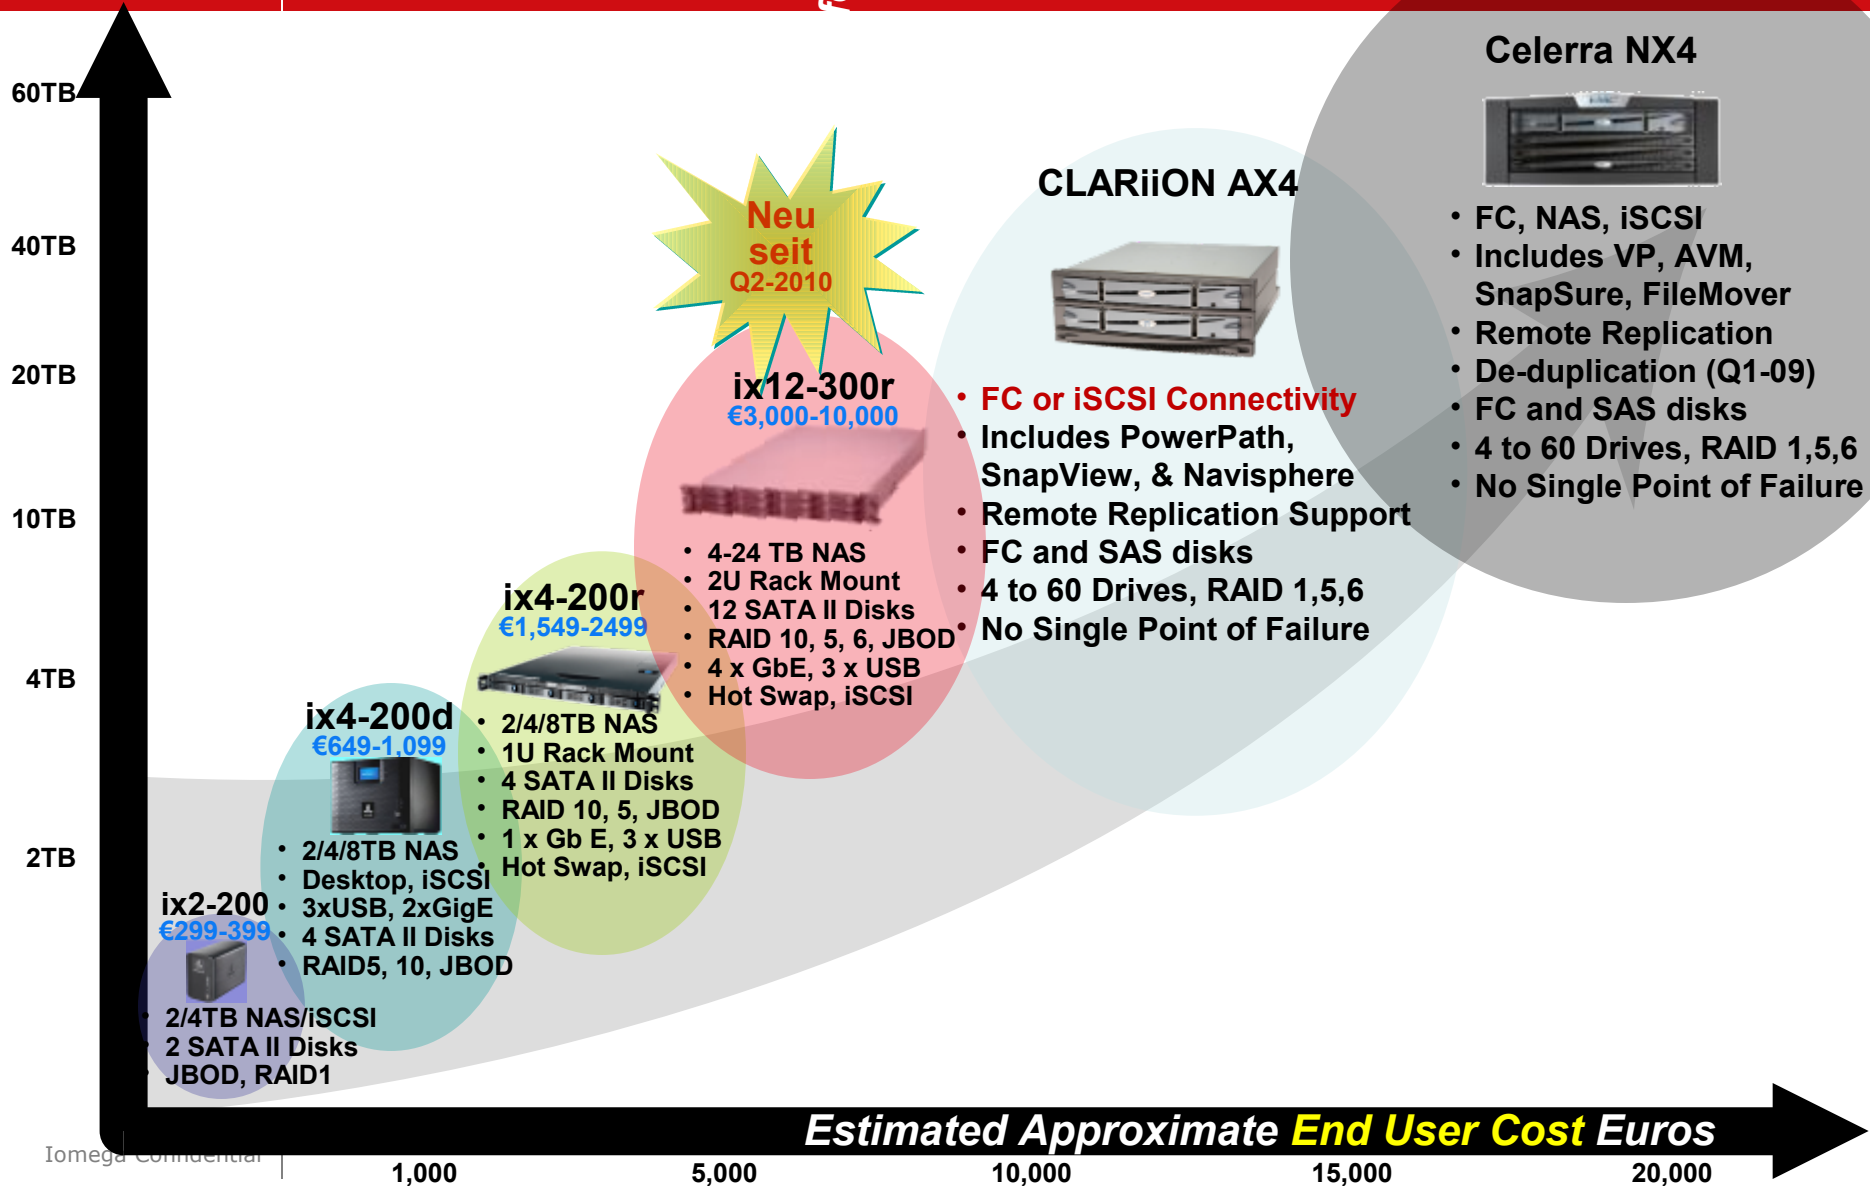 Celerra NX4
60TB
40TB
20TB
10TB
4TB
2TB
FC, NAS, iSCSI
Includes VP, AVM,
SnapSure, FileMover
Remote Replication
De-duplication (Q1-09)
FC and SAS disks
4 to 60 Drives, RAID 1,5,6
No Single Point of Failure
CLARiiON AX4
FC or iSCSI Connectivity
Includes PowerPath,
SnapView, & Navisphere
Remote Replication Support
FC and SAS disks
4 to 60 Drives, RAID 1,5,6
No Single Point of Failure
Neu
seit
Q2-2010
ix12-300r
€3,000-10,000
4-24 TB NAS
2U Rack Mount
12 SATA II Disks
RAID 10, 5, 6, JBOD
4 x GbE, 3 x USB
Hot Swap, iSCSI
ix4-200r
€1,549-2499
2/4/8TB NAS
1U Rack Mount
4 SATA II Disks
RAID 10, 5, JBOD
1 x Gb E, 3 x USB
Hot Swap, iSCSI
ix4-200d
€649-1,099
2/4/8TB NAS
Desktop, iSCSI
3xUSB, 2xGigE
4 SATA II Disks
RAID5, 10, JBOD
ix2-200
€299-399
2/4TB NAS/iSCSI
2 SATA II Disks
JBOD, RAID1
Estimated Approximate End User Cost Euros
Iomega Confidential
1,000
5,000
10,000
15,000
20,000